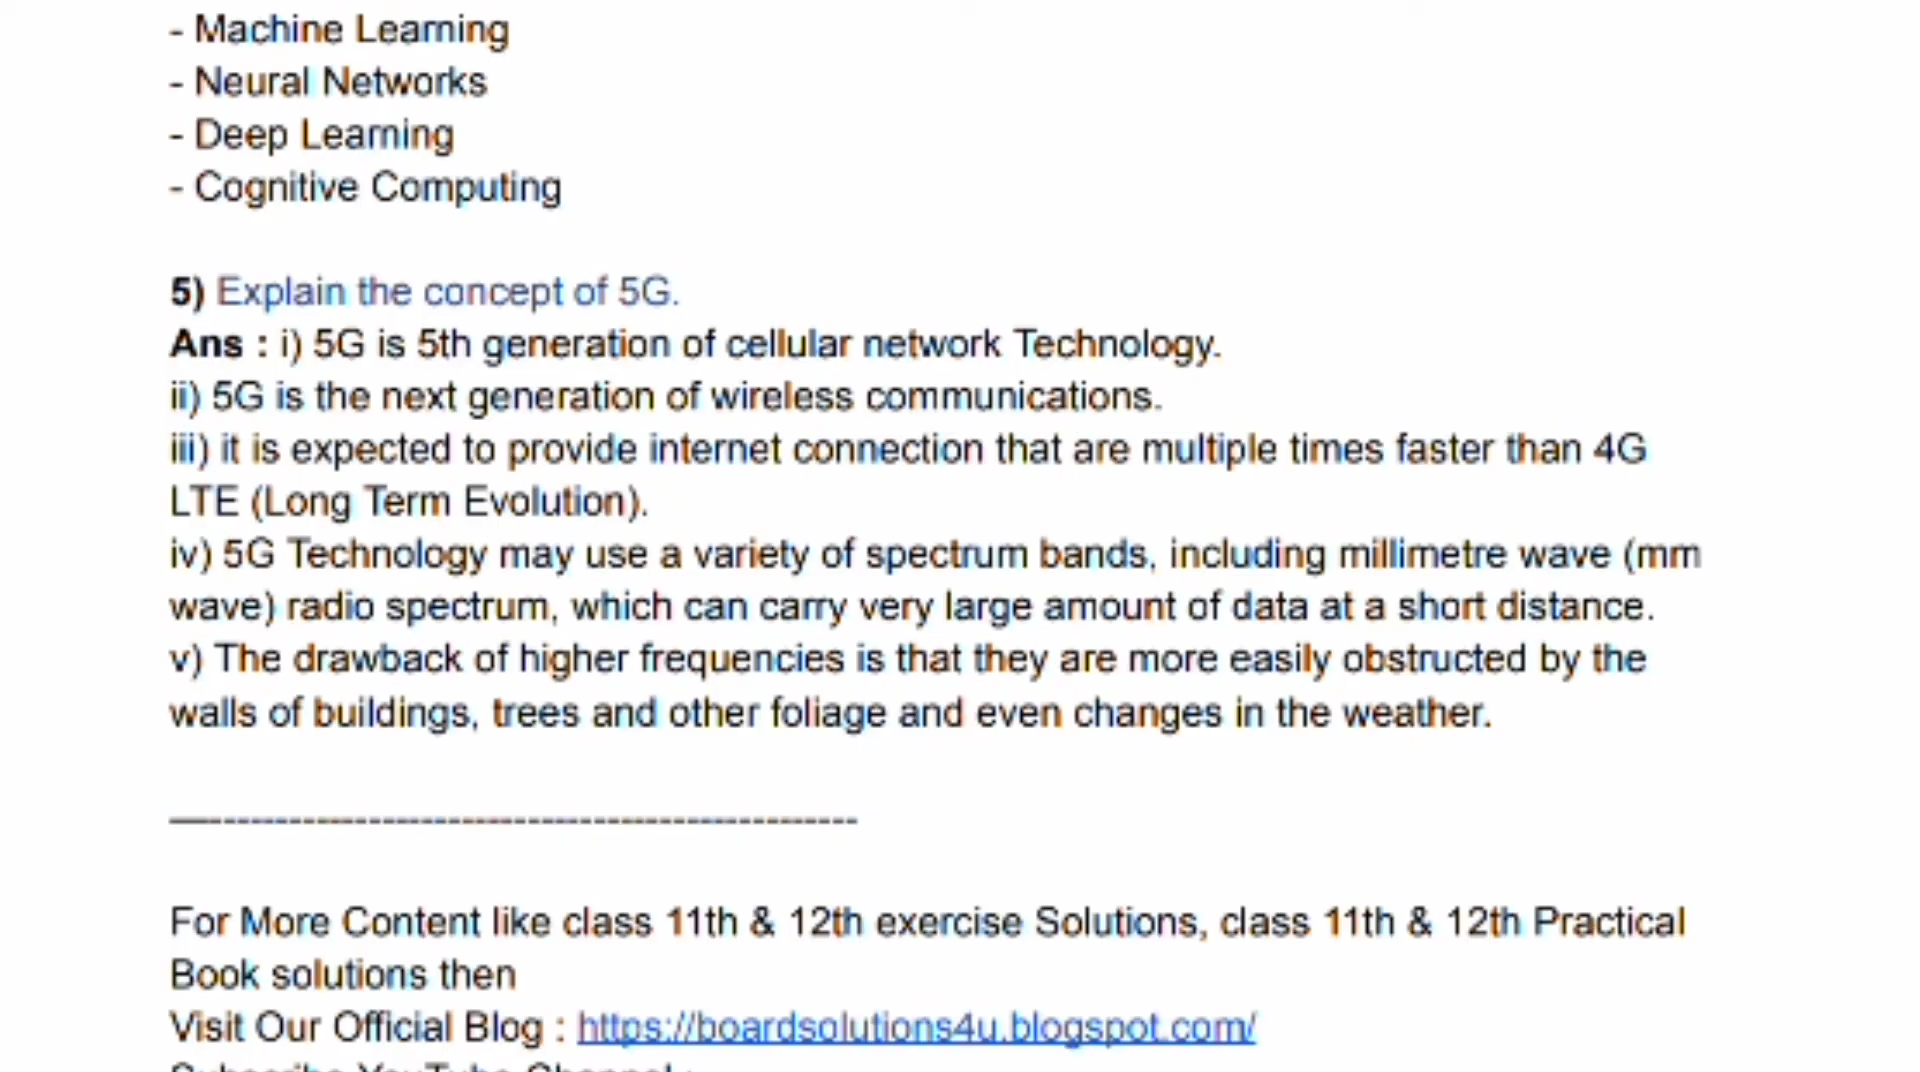 - Machine Learning
- Neural Networks
- Deep Learning
- Cognitive Computing
5) Explain the concept of 5G.
Ans : i) 5G is 5th generation of cellular network Technology.
ii) 5G is the next generation of wireless communications.
iii) it is expected to provide internet connection that are multiple times faster than 4G
LTE (Long Term Evolution).
iv) 5G Technology may use a variety of spectrum bands, including millimetre wave (mm
wave) radio spectrum, which can carry very large amount of data at a short distance.
v) The drawback of higher frequencies is that they are more easily obstructed by the
walls of buildings, trees and other foliage and even changes in the weather.
For More Content like class 11th & 12th exercise Solutions, class 11th & 12th Practical
Book solutions then
Visit Our Official Blog : https://boardsolutions4u.blogspot.com/
Subscribe YouTube Channel :